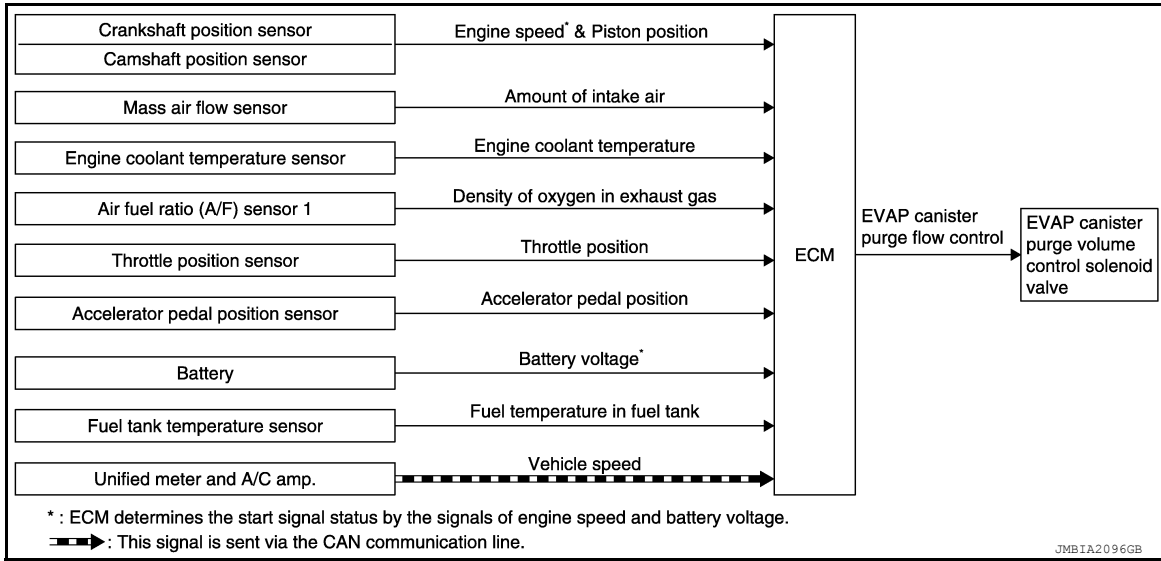 Crankshaft position sensor
Camshaft position sensor
Engine speed* & Piston position
Mass air flow sensor
Amount of intake air
Engine coolant temperature sensor
Engine coolant temperature
Air fuel ratio (A/F) sensor 1
Density of oxygen in exhaust gas
Throttle position sensor
Throttle position
Accelerator pedal position sensor
Accelerator pedal position
Battery
Battery voltage*
Fuel tank temperature sensor
Fuel temperature in fuel tank
Unified meter and A/C amp.
Vehicle speed
ECM
EVAP canister
purge flow control
EVAP canister
purge volume
control solenoid
valve
* : ECM determines the start signal status by the signals of engine speed and battery voltage.
: This signal is sent via the CAN communication line.
JMBIA2096GB